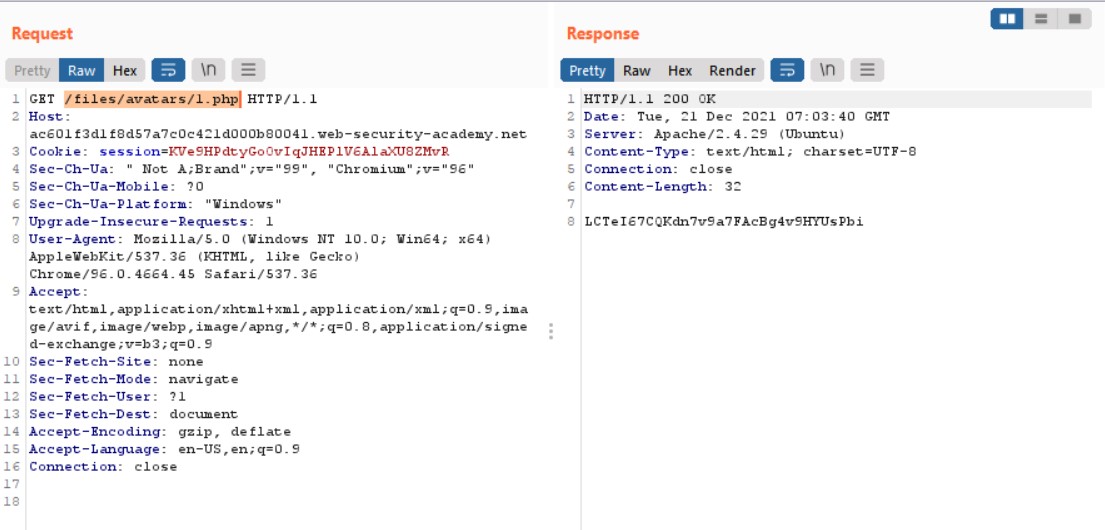 Request
Pretty Raw Hex \n
1 GET /files/avatars/1.php HTTP/1.1
2 Host:
ac601f3d1f8d57a7c0c421d000b80041.web-security-academy.net
3 Cookie: session=KVe9HPdtyGoOvIqJHEPlV6AlaXU8ZMvR
4 Sec-Ch-Ua: " Not A;Brand";v="99", "Chromium";v="96"
5 Sec-Ch-Ua-Mobile: ?0
6 Sec-Ch-Ua-Platform: "Windows"
7 Upgrade-Insecure-Requests: 1
8 User-Agent: Mozilla/5.0 (Windows NT 10.0; Win64; x64)
AppleWebKit/537.36 (KHTML, like Gecko)
Chrome/96.0.4664.45 Safari/537.36
9 Accept:
text/html,application/xhtml+xml,application/xml;q=0.9,ima
ge/avif,image/webp,image/apng,*/*;q=0.8,application/signe
d-exchange;v=b3;q=0.9
10 Sec-Fetch-Site: none
11 Sec-Fetch-Mode: navigate
12 Sec-Fetch-User: ?1
13 Sec-Fetch-Dest: document
14 Accept-Encoding: gzip, deflate
15 Accept-Language: en-US,en;q=0.9
16 Connection: close
17
18
Response
Pretty Raw Hex Render \n
1 HTTP/1.1 200 OK
2 Date: Tue, 21 Dec 2021 07:03:40 GMT
3 Server: Apache/2.4.29 (Ubuntu)
4 Content-Type: text/html; charset=UTF-8
5 Connection: close
6 Content-Length: 32
7
8 LCTeI67CQKdn7v9a7FAcBg4v9HYUsPbi